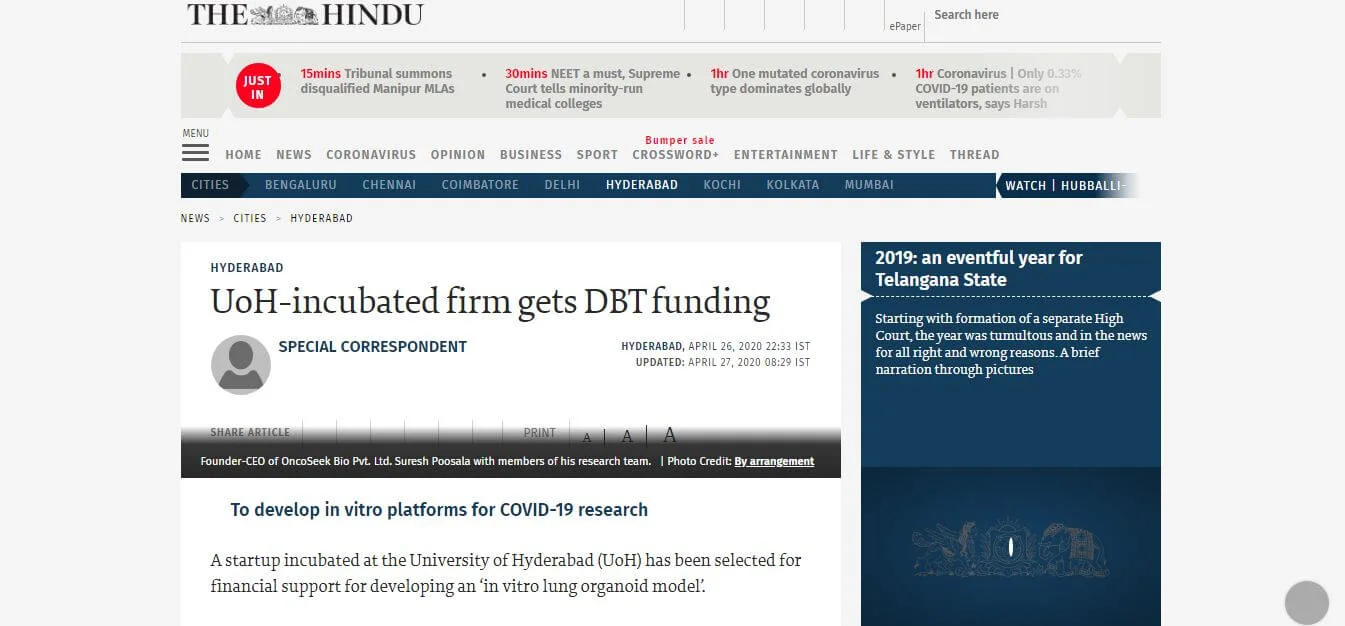 THE HINDU
ePaper
Search here
JUST IN
15mins Tribunal summons
disqualified Manipur MLAs
30mins NEET a must, Supreme
Court tells minority-run
medical colleges
1hr One mutated coronavirus
type dominates globally
1hr Coronavirus | Only 0.33%
COVID-19 patients are on
ventilators, says Harsh
MENU
Bumper sale
HOME NEWS CORONAVIRUS OPINION BUSINESS SPORT CROSSWORD+ ENTERTAINMENT LIFE & STYLE THREAD
CITIES BENGALURU CHENNAI COIMBATORE DELHI HYDERABAD KOCHI KOLKATA MUMBAI WATCH | HUBBALLI-
NEWS > CITIES > HYDERABAD
HYDERABAD
UoH-incubated firm gets DBT funding
SPECIAL CORRESPONDENT
HYDERABAD, APRIL 26, 2020 22:33 IST
UPDATED: APRIL 27, 2020 08:29 IST
SHARE ARTICLE PRINT A A A
Founder-CEO of OncoSeek Bio Pvt. Ltd. Suresh Poosala with members of his research team. | Photo Credit: By arrangement
To develop in vitro platforms for COVID-19 research
A startup incubated at the University of Hyderabad (UoH) has been selected for
financial support for developing an ‘in vitro lung organoid model’.
2019: an eventful year for
Telangana State
Starting with formation of a separate High
Court, the year was tumultous and in the news
for all right and wrong reasons. A brief
narration through pictures